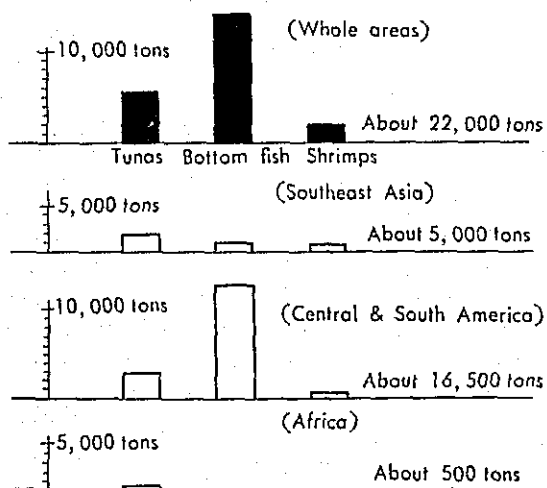 (Whole areas)
10,000 tons
About 22,000 tons
Tunas Bottom fish Shrimps
(Southeast Asia)
5,000 tons
About 5,000 tons
10,000 tons
(Central & South America)
About 16,500 tons
(Africa)
5,000 tons
About 500 tons